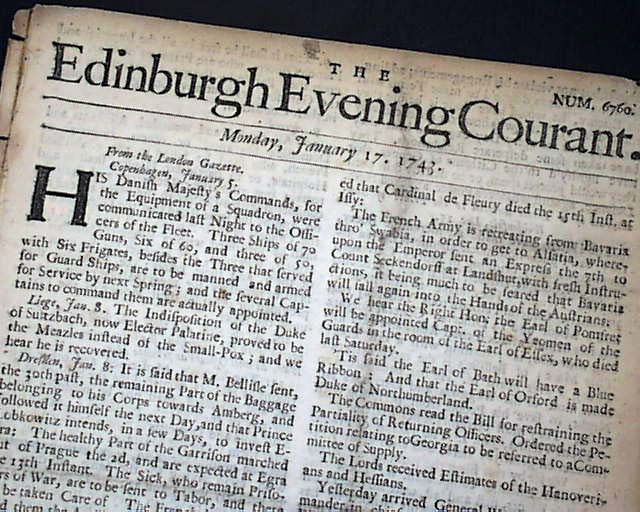 THE
NUM. 6760.
Edinburgh Evening Courant.
Monday, January 17. 1743.
From the London Gazette.
Copenhagen, January 5.
HIS Danish Majesty's Commands, for
the Equipment of a Squadron, were
communicated last Night to the Offi-
cers of the Fleet. Three Ships of 70
Guns, Six of 60, and three of 50;
with Six Frigates, besides the Three that serve
for Guard Ships, are to be manned and armed
for Service by next Spring; and the several Cap-
tains to command them are actually appointed.
Liege, Jan. 8. The Indisposition of the Duke
of Sultzbach, now Elector Palatine, proved to be
the Meazles instead of the Small-Pox; and we
hear he is recovered.
Dresden, Jan. 8. It is said that M. Bellisle sent,
the 30th past, the remaining Part of the Baggage
belonging to his Corps towards Amberg, and
followed it himself the next Day, and that Prince
Lobkowitz intends, in a few Days, to invest E-
gra: The healthy Part of the Garrison marched
out of Prague the 2d, and are expected at Egra
the 13th Instant. The Sick, who remain Priso-
ners of War, are to be sent to Tabor, and there
be taken Care of. The French
ed that Cardinal de Fleury died the 15th Inst. at
Issy:
The French Army is retreating from Bavaria
thro' Swabia, in order to get to Alsatia, where-
upon the Emperor sent an Express the 7th to
Count Seckendorff at Landshut, with fresh Instru-
ctions, it being much to be feared that Bavaria
will fall again into the Hands of the Austrians.
We hear the Right Hon; the Earl of Pomfret
will be appointed Capt. of the Yeomen of the
Guards in the room of the Earl of Essex, who died
last Saturday.
'Tis said the Earl of Bath will have a Blue
Ribbon; And that the Earl of Orford is made
Duke of Northumberland.
The Commons read the Bill for restraining the
Partiality of Returning Officers. Ordered the Pe-
tition relating to Georgia to be referred to a Com-
mittee of Supply.
The Lords received Estimates of the Hanoveri-
ans and Hessians.
Yesterday arrived General
mander in chief